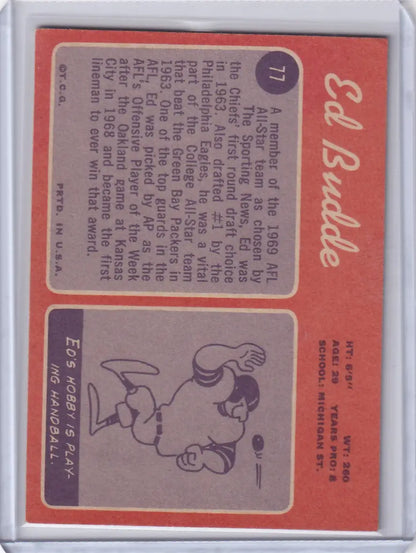 Ed Budde
HT: 6'5" WT: 260
AGE: 29 YEARS PRO: 8
SCHOOL: MICHIGAN ST.
77
A member of the 1969 AFL
All-Star team as chosen by
The Sporting News, Ed was
the Chiefs' first round draft choice
in 1963. Also drafted #1 by the
Philadelphia Eagles, he was a vital
part of the College All-Star team
that beat the Green Bay Packers in
1963. One of the top guards in the
AFL, Ed was picked by AP as the
AFL's Offensive Player of the Week
after the Oakland game at Kansas
City in 1968 and became the first
lineman to ever win that award.
©T.C.G. PRTD. IN U.S.A.
ED'S HOBBY IS PLAY-
ING HANDBALL.